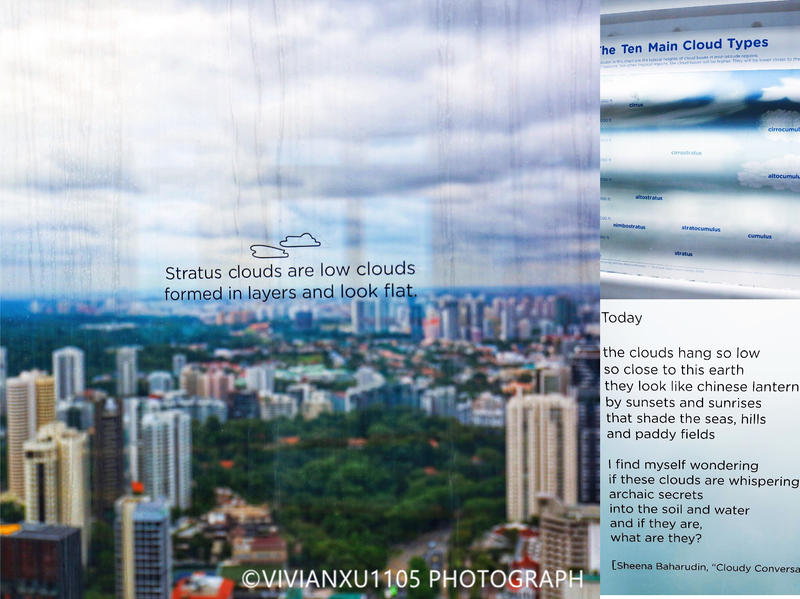 Stratus clouds are low clouds
formed in layers and look flat.
©VIVIANXU1105 PHOTOGRAPH
The Ten Main Cloud Types
cirrus
cirrocumul
cirrostratus
altocumulu
altostratus
nimbostratus
stratocumulus
cumulus
stratus
Today
the clouds hang so low
so close to this earth
they look like chinese lantern
by sunsets and sunrises
that shade the seas, hills
and paddy fields
I find myself wondering
if these clouds are whispering
archaic secrets
into the soil and water
and if they are,
what are they?
[Sheena Baharudin, “Cloudy Conversa